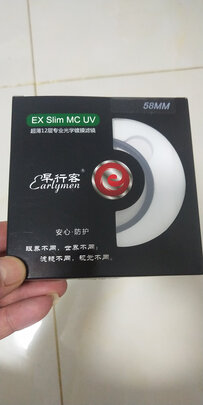 EX Slim MC UV
超薄12层专业光学镀膜滤镜
58MM
早行客
Earlymen
安心·防护
眼界不同，世界不同；
滤镜不同，视光不同。